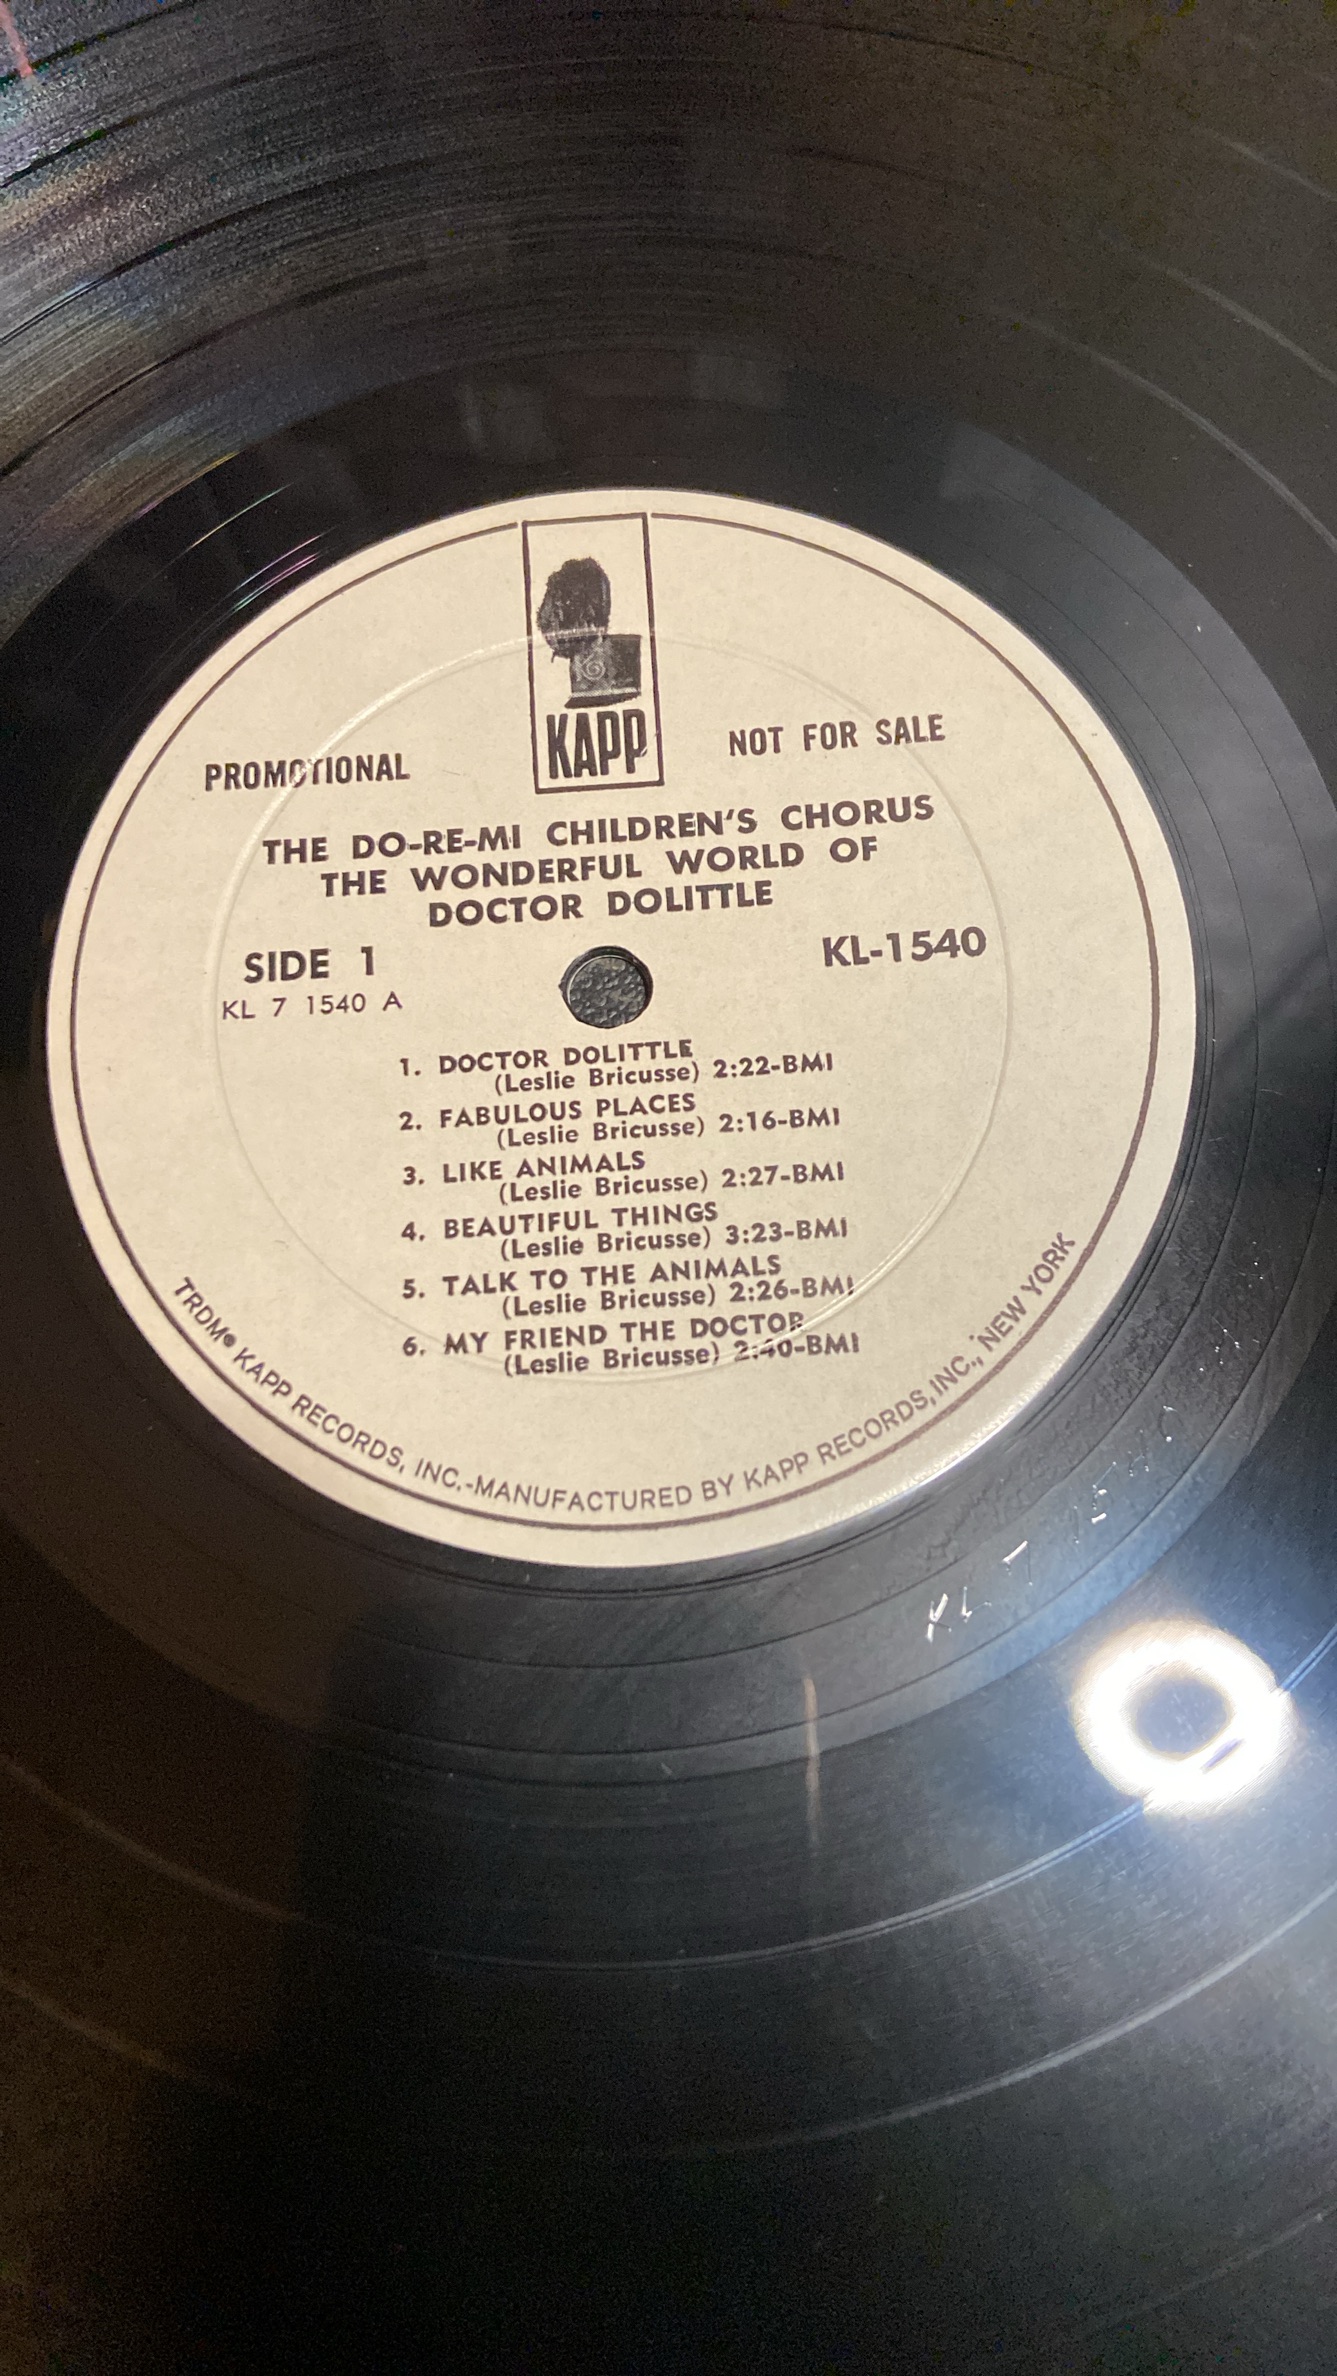 KAPP
PROMOTIONAL
NOT FOR SALE
THE DO-RE-MI CHILDREN'S CHORUS
THE WONDERFUL WORLD OF
DOCTOR DOLITTLE
SIDE 1
KL-1540
KL 7 1540 A
1. DOCTOR DOLITTLE
(Leslie Bricusse) 2:22-BMI
2. FABULOUS PLACES
(Leslie Bricusse) 2:16-BMI
3. LIKE ANIMALS
(Leslie Bricusse) 2:27-BMI
4. BEAUTIFUL THINGS
(Leslie Bricusse) 3:23-BMI
5. TALK TO THE ANIMALS
(Leslie Bricusse) 2:26-BMI
6. MY FRIEND THE DOCTOR
(Leslie Bricusse) 2:40-BMI
TRDM® KAPP RECORDS, INC.-MANUFACTURED BY KAPP RECORDS, INC., NEW YORK
KL 7